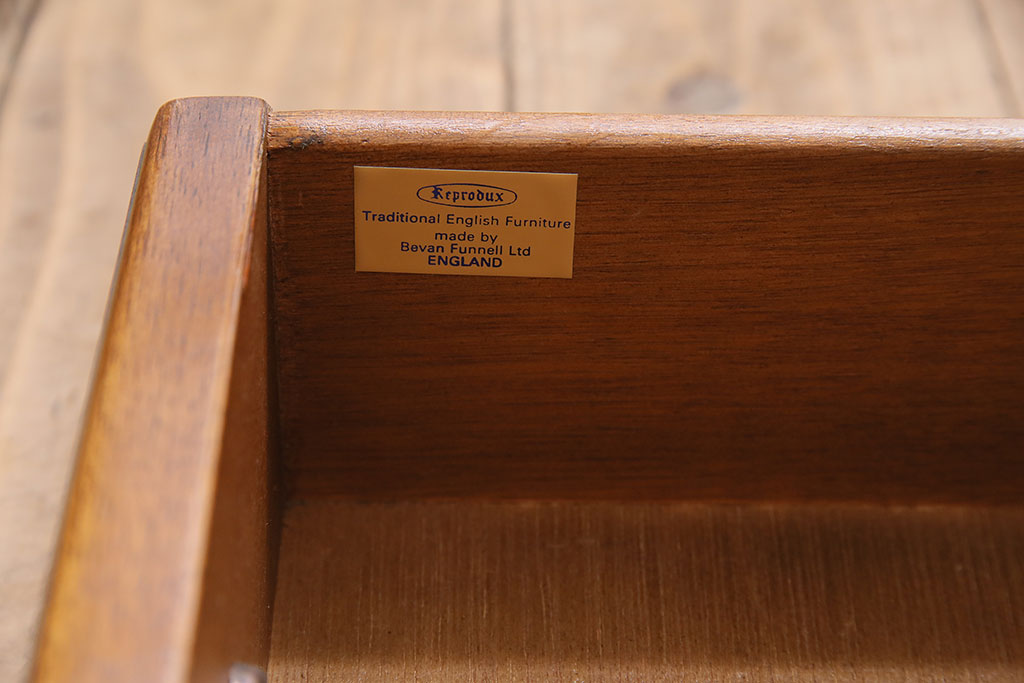 Reprodux
Traditional English Furniture
made by
Bevan Funnell Ltd
ENGLAND